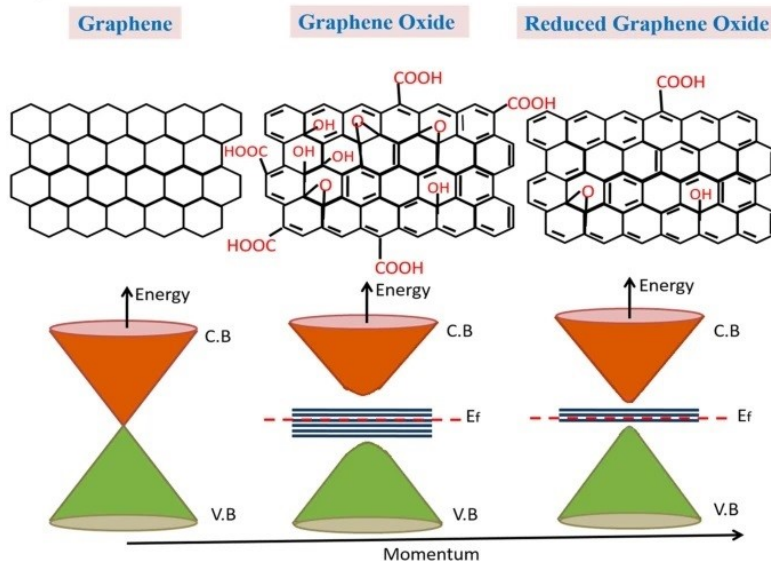 Graphene
Graphene Oxide
Reduced Graphene Oxide
COOH
COOH
OH
O
O
HOOC
OH
OH
O
OH
HOOC
COOH
COOH
O
OH
Energy
C.B
V.B
Energy
C.B
Ef
V.B
Energy
C.B
Ef
V.B
Momentum